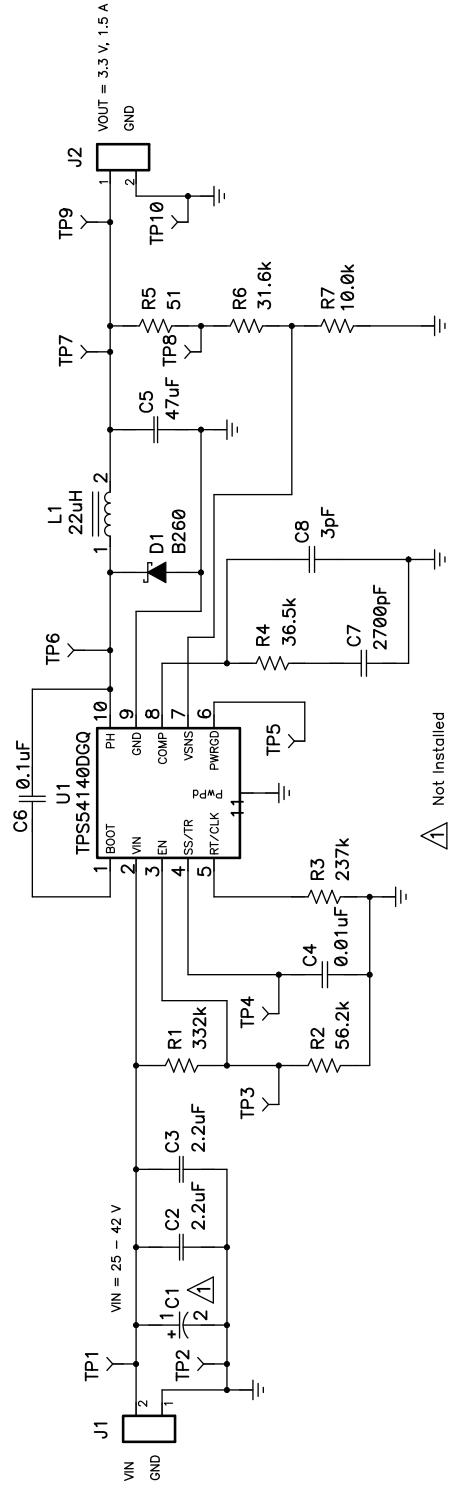 VIN
GND
J1
2
1
TP1
TP2
VIN = 25 – 42 V
+
1
C1
2
1
C2
2.2uF
C3
2.2uF
TP3
R1
332k
R2
56.2k
TP4
C4
0.01uF
R3
237k
C6
0.1uF
U1
TPS54140DGQ
1
BOOT
2
VIN
3
EN
4
SS/TR
5
RT/CLK
10
PH
9
GND
8
COMP
7
VSNS
6
PWRGD
PwPd
11
TP5
TP6
L1
22uH
1
2
D1
B260
R4
36.5k
C7
2700pF
C8
3pF
C5
47uF
TP7
TP8
R5
51
R6
31.6k
R7
10.0k
TP9
TP10
J2
1
2
VOUT = 3.3 V, 1.5 A
GND
1
Not Installed